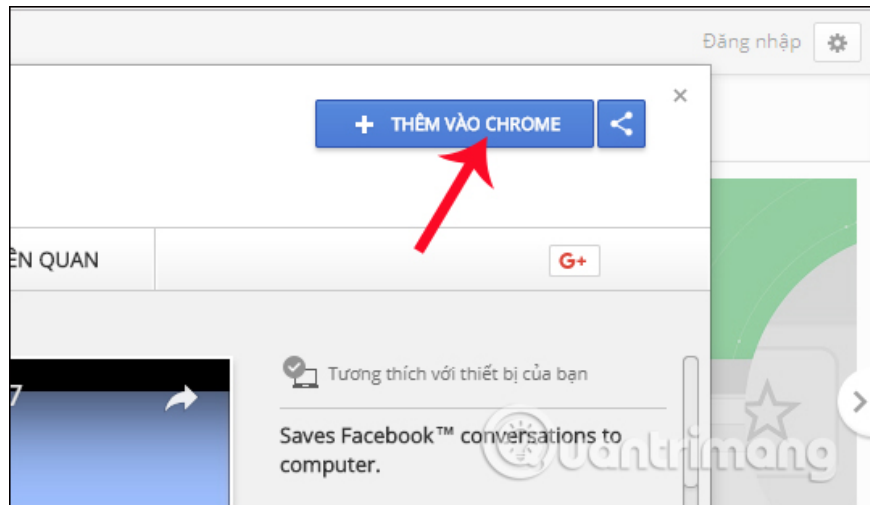 Đăng nhập
THÊM VÀO CHROME
ÊN QUAN
G+
7
Tương thích với thiết bị của bạn
Saves Facebook™ conversations to
computer.
Quantrimang